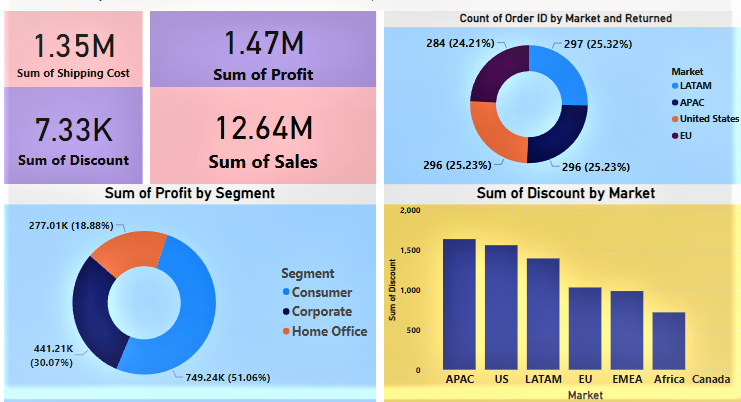 1.35M
Sum of Shipping Cost
1.47M
Sum of Profit
7.33K
Sum of Discount
12.64M
Sum of Sales
Count of Order ID by Market and Returned
284 (24.21%)
297 (25.32%)
296 (25.23%)
296 (25.23%)
Market
LATAM
APAC
United States
EU
Sum of Profit by Segment
277.01K (18.88%)
441.21K
(30.07%)
749.24K (51.06%)
Segment
Consumer
Corporate
Home Office
Sum of Discount by Market
Sum of Discount
2,000
1,500
1,000
500
0
APAC US LATAM EU EMEA Africa Canada
Market